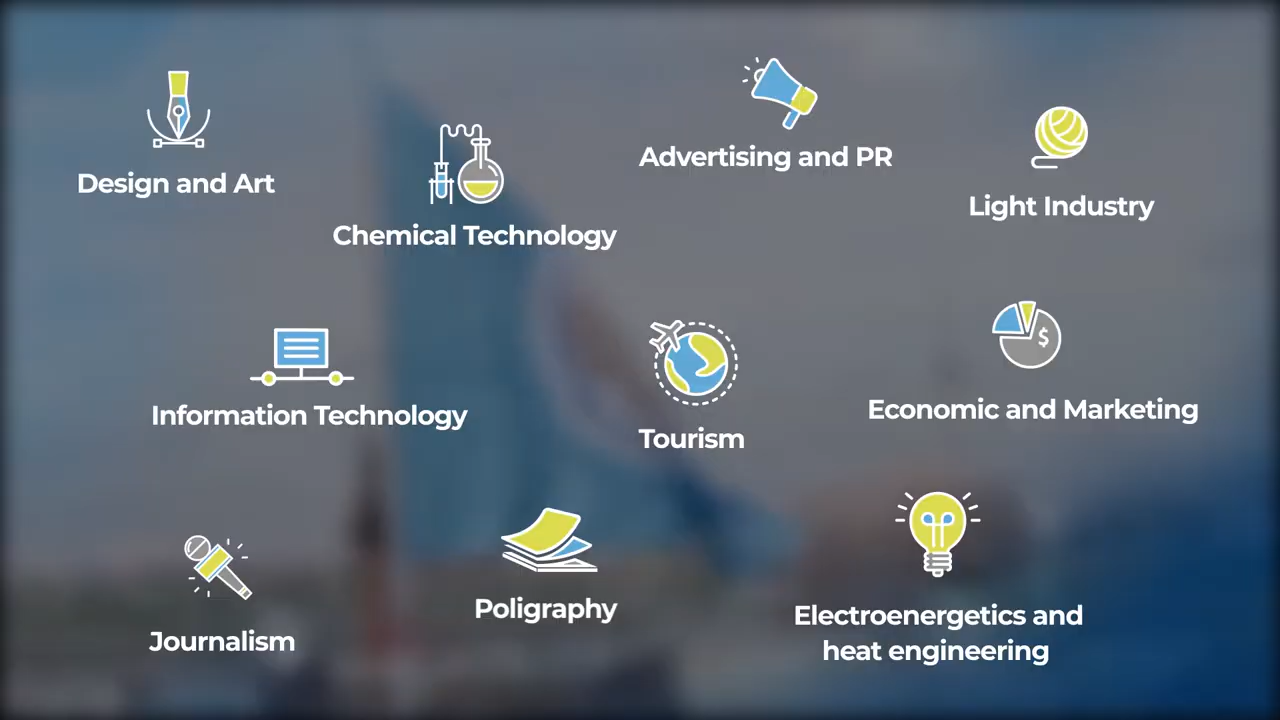 Design and Art
Chemical Technology
Advertising and PR
Light Industry
Information Technology
Tourism
$
Economic and Marketing
Journalism
Poligraphy
Electroenergetics and
heat engineering